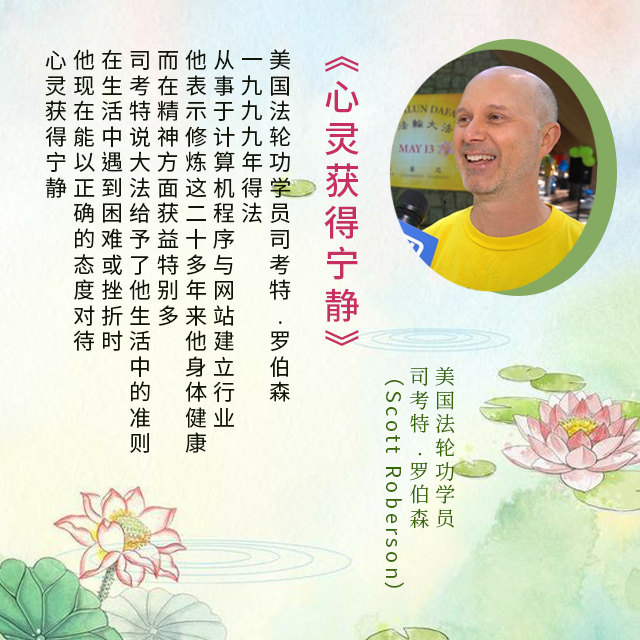 ALUN DAFA
法輪大法
MAY 13
美国法轮功学员
司考特 .罗伯森
(Scott Roberson)
《心灵获得宁静》
美国法轮功学员司考特 .罗伯森
一九九九年得法
从事于计算机程序与网站建立行业
他表示修炼这二十多年来他身体健康
而在精神方面获益特别多
司考特说大法给予了他生活中的准则
在生活中遇到困难或挫折时
他现在能以正确的态度对待
心灵获得宁静